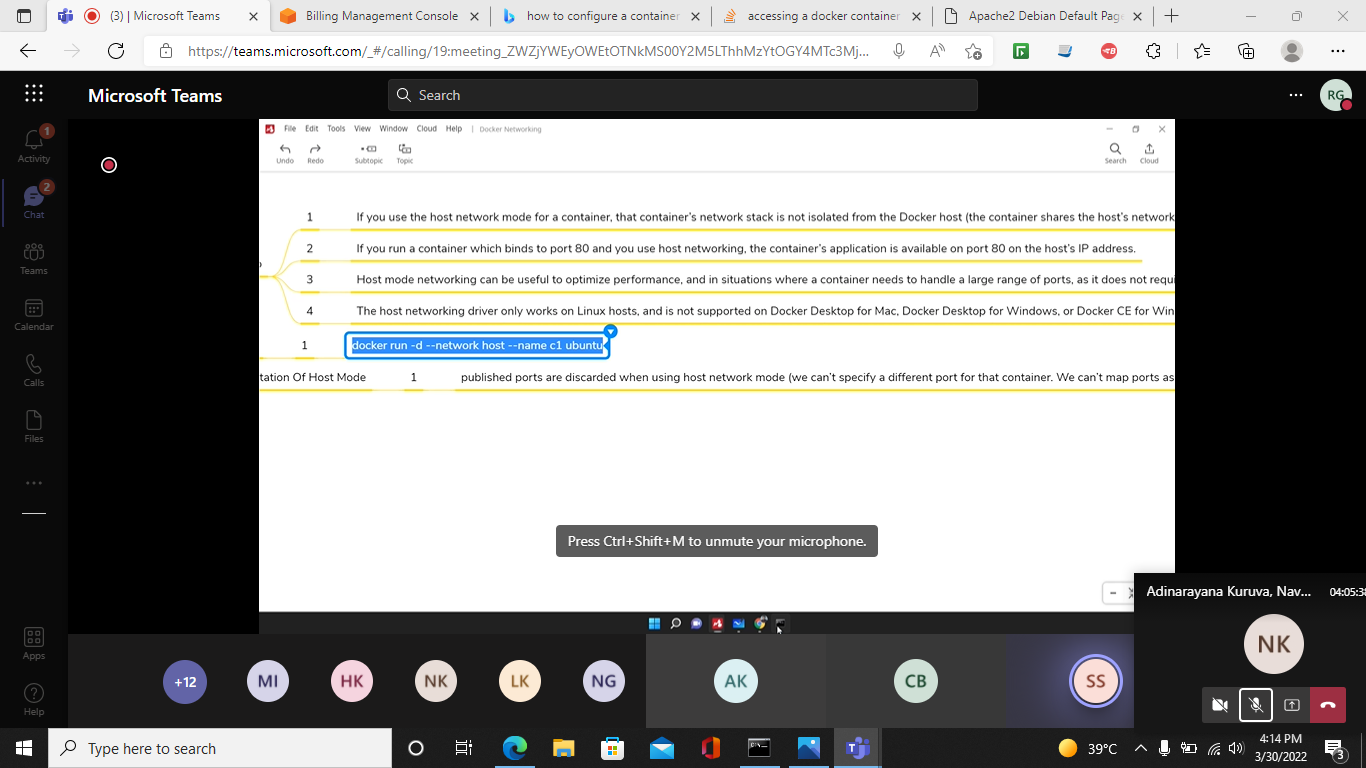 (3) | Microsoft Teams
Billing Management Console
how to configure a container
accessing a docker container
Apache2 Debian Default Page
https://teams.microsoft.com/_#/calling/19:meeting_ZWZjYWEyOWEtOTNkMS00Y2M5LThhMzYtOGY4MTc3Mj...
Microsoft Teams
Search
RG
1
Activity
2
Chat
Teams
Calendar
Calls
Files
Apps
Help
File Edit Tools View Window Cloud Help | Docker Networking
Undo Redo Subtopic Topic Search Cloud
1 If you use the host network mode for a container, that container's network stack is not isolated from the Docker host (the container shares the host's network
2 If you run a container which binds to port 80 and you use host networking, the container's application is available on port 80 on the host's IP address.
3 Host mode networking can be useful to optimize performance, and in situations where a container needs to handle a large range of ports, as it does not requi
4 The host networking driver only works on Linux hosts, and is not supported on Docker Desktop for Mac, Docker Desktop for Windows, or Docker CE for Win
1 docker run -d --network host --name c1 ubuntu
tation Of Host Mode 1 published ports are discarded when using host network mode (we can't specify a different port for that container. We can't map ports as
Press Ctrl+Shift+M to unmute your microphone.
Adinarayana Kuruva, Nav... 04:05:38
NK
+12 MI HK NK LK NG AK CB SS
Type here to search
39°C
4:14 PM
3/30/2022
3